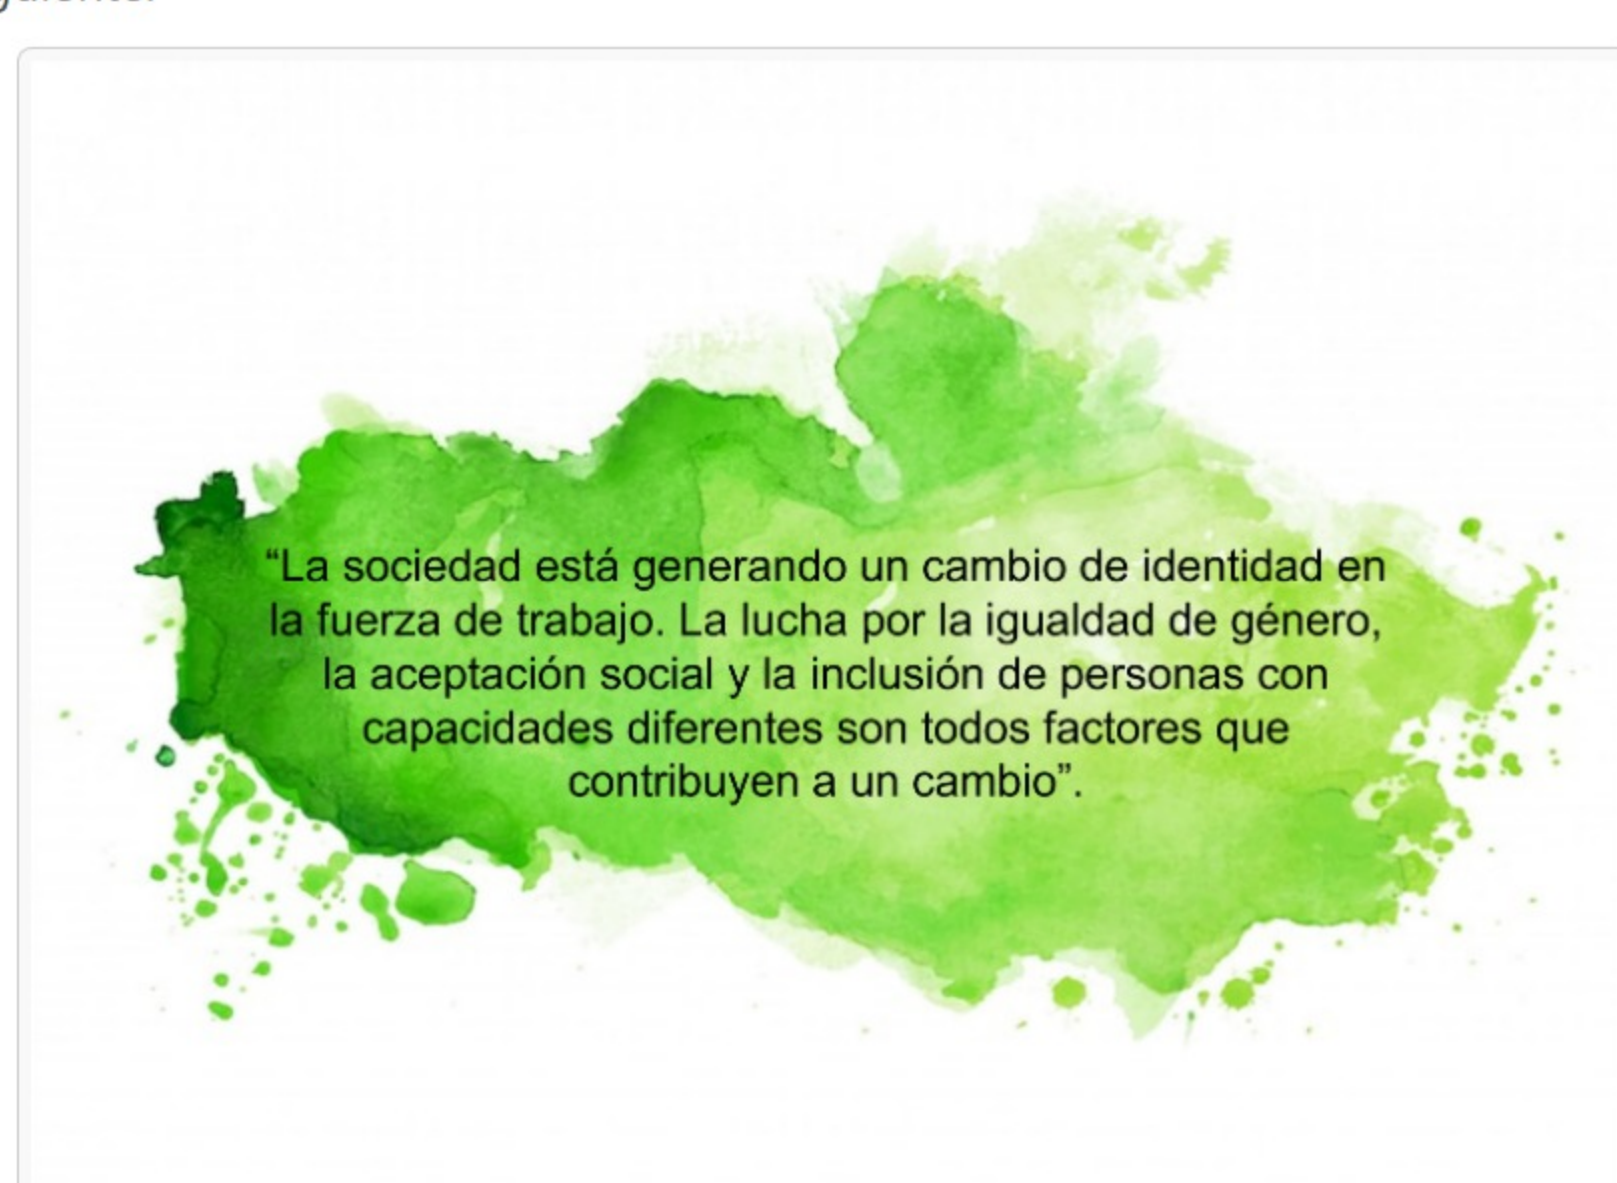 “La sociedad está generando un cambio de identidad en
la fuerza de trabajo. La lucha por la igualdad de género,
la aceptación social y la inclusión de personas con
capacidades diferentes son todos factores que
contribuyen a un cambio”.